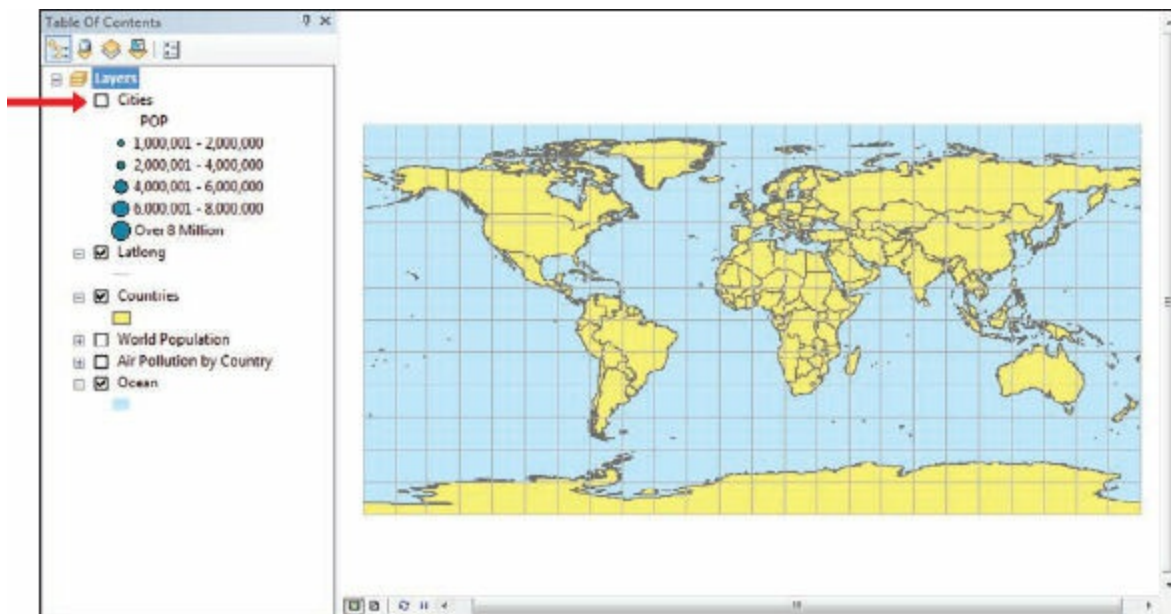 Table Of Contents
Layers
Cities
POP
1,000,001 - 2,000,000
2,000,001 - 4,000,000
4,000,001 - 6,000,000
6.000.001 - 8.000.000
Over 8 Million
Latlong
Countries
World Population
Air Pollution by Country
Ocean